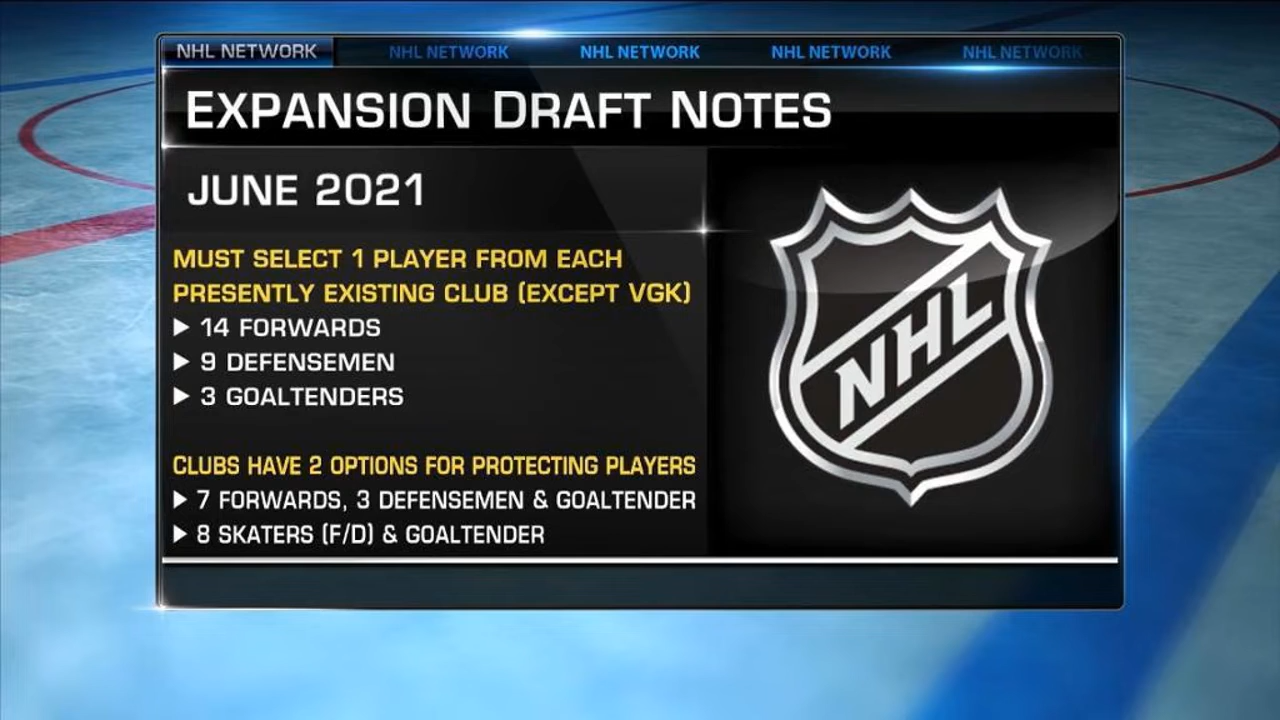 NHL NETWORK NHL NETWORK NHL NETWORK NHL NETWORK NHL NETWORK
EXPANSION DRAFT NOTES
JUNE 2021
MUST SELECT 1 PLAYER FROM EACH
PRESENTLY EXISTING CLUB (EXCEPT VGK)
▶ 14 FORWARDS
▶ 9 DEFENSEMEN
▶ 3 GOALTENDERS
CLUBS HAVE 2 OPTIONS FOR PROTECTING PLAYERS
▶ 7 FORWARDS, 3 DEFENSEMEN & GOALTENDER
▶ 8 SKATERS (F/D) & GOALTENDER
NHL